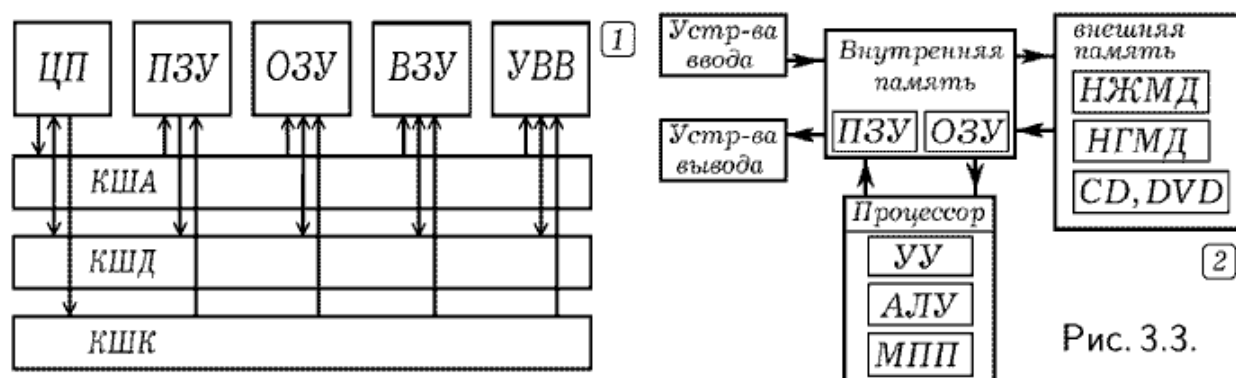 ЦП
ПЗУ
ОЗУ
ВЗУ
УВВ
1
КША
КШД
КШК
Устр-ва
ввода
Устр-ва
вывода
Внутренняя
память
ПЗУ
ОЗУ
внешняя
память
НЖМД
НГМД
CD, DVD
Процессор
УУ
АЛУ
МПП
2
Рис. 3.3.